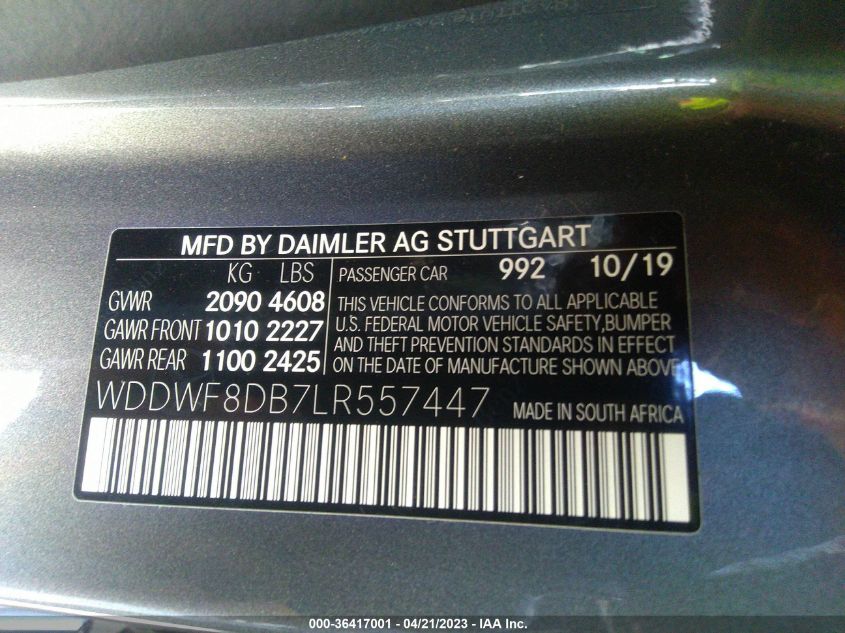 MFD BY DAIMLER AG STUTTGART
KG LBS
GVWR 2090 4608
GAWR FRONT 1010 2227
GAWR REAR 1100 2425
PASSENGER CAR 992 10/19
THIS VEHICLE CONFORMS TO ALL APPLICABLE
U.S. FEDERAL MOTOR VEHICLE SAFETY,BUMPER
AND THEFT PREVENTION STANDARDS IN EFFECT
ON THE DATE OF MANUFACTURE SHOWN ABOVE
WDDWF8DB7LR557447 MADE IN SOUTH AFRICA
000-36417001 - 04/21/2023 - IAA Inc.